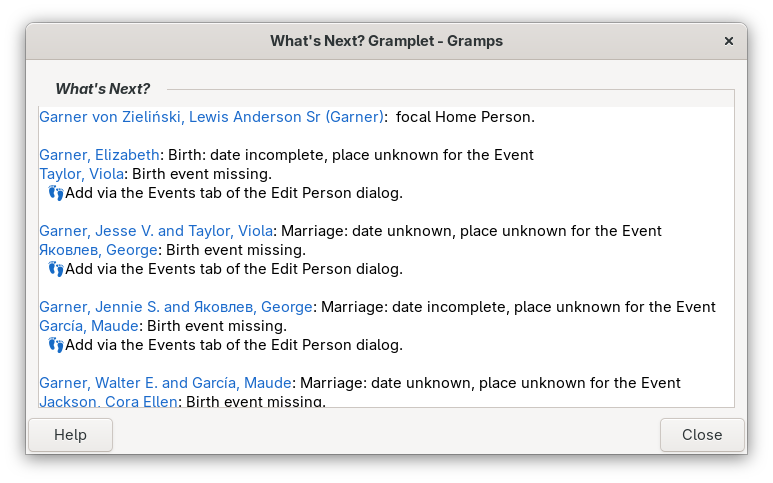 What's Next? Gramplet - Gramps
What's Next?
Garner von Zieliński, Lewis Anderson Sr (Garner):  focal Home Person.
Garner, Elizabeth: Birth: date incomplete, place unknown for the Event
Taylor, Viola: Birth event missing.
👣Add via the Events tab of the Edit Person dialog.
Garner, Jesse V. and Taylor, Viola: Marriage: date unknown, place unknown for the Event
Яковлев, George: Birth event missing.
👣Add via the Events tab of the Edit Person dialog.
Garner, Jennie S. and Яковлев, George: Marriage: date incomplete, place unknown for the Event
García, Maude: Birth event missing.
👣Add via the Events tab of the Edit Person dialog.
Garner, Walter E. and García, Maude: Marriage: date unknown, place unknown for the Event
Jackson, Cora Ellen: Birth event missing.
Help
Close